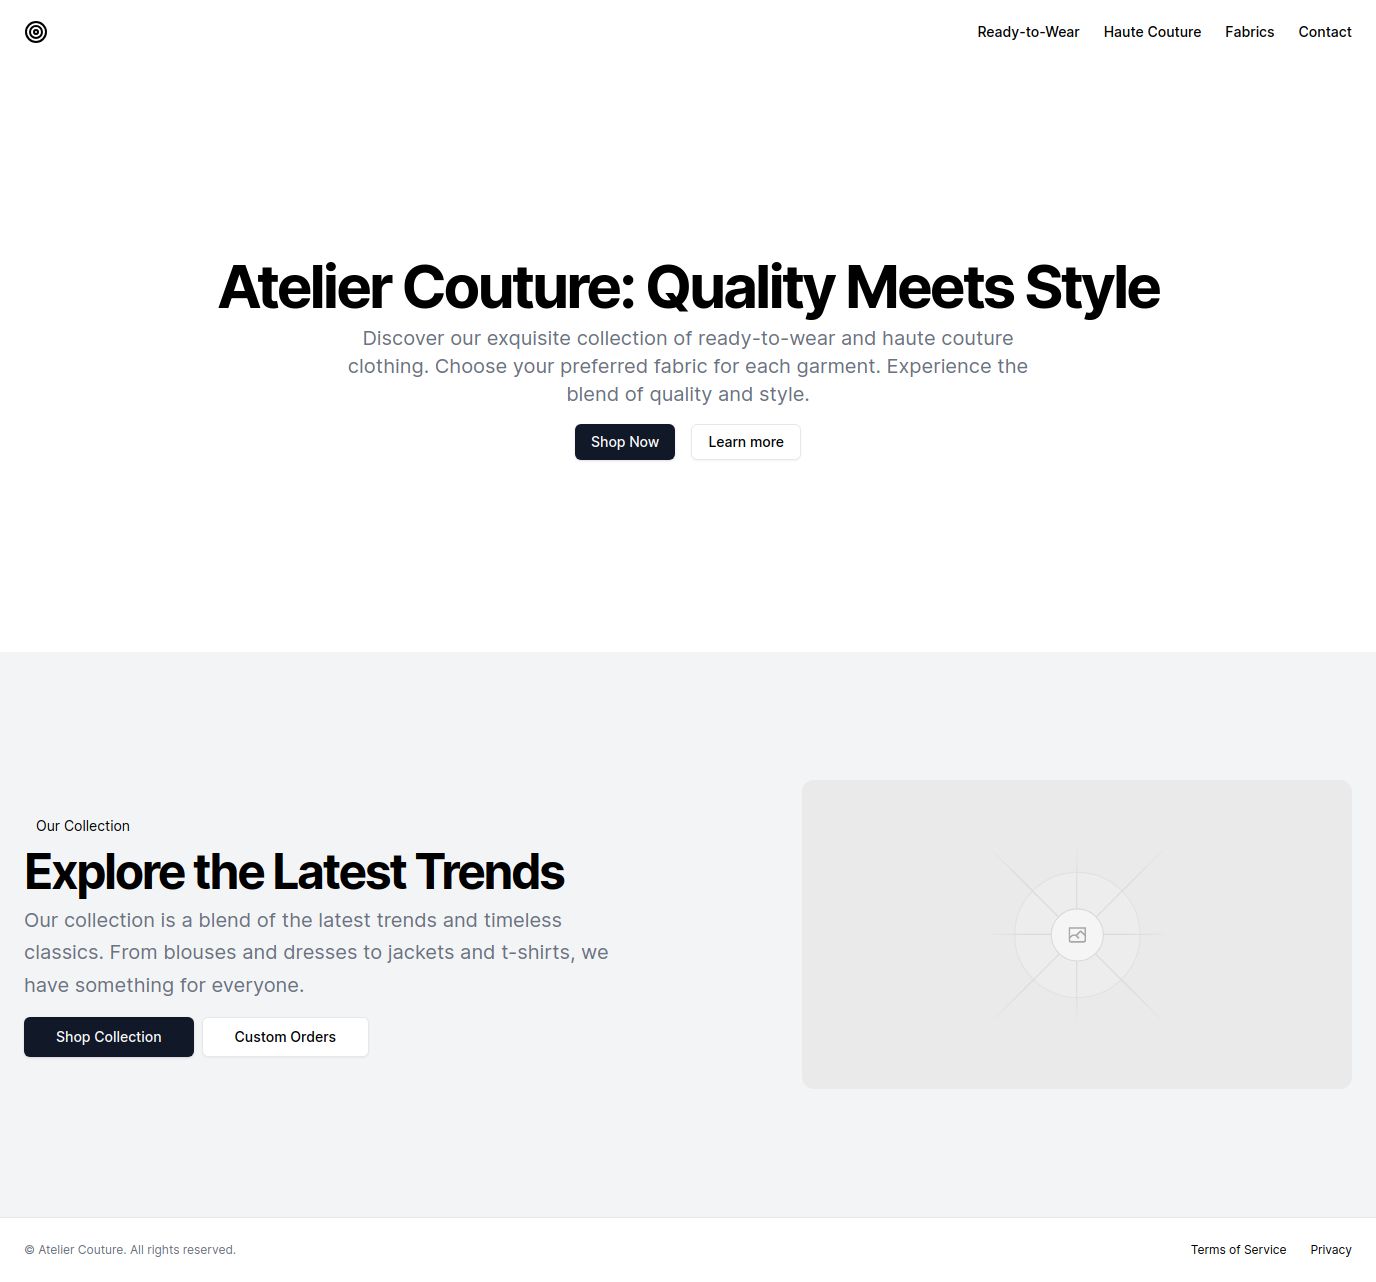 Ready-to-Wear Haute Couture Fabrics Contact
Atelier Couture: Quality Meets Style
Discover our exquisite collection of ready-to-wear and haute couture
clothing. Choose your preferred fabric for each garment. Experience the
blend of quality and style.
Shop Now Learn more
Our Collection
Explore the Latest Trends
Our collection is a blend of the latest trends and timeless
classics. From blouses and dresses to jackets and t-shirts, we
have something for everyone.
Shop Collection Custom Orders
© Atelier Couture. All rights reserved. Terms of Service Privacy